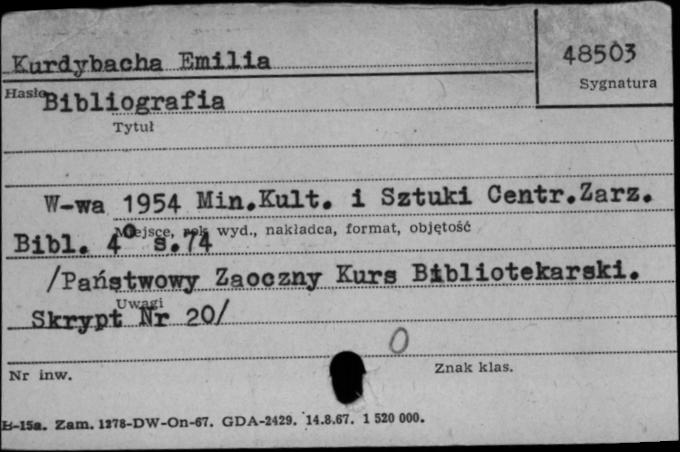 Kurdybacha Emilia
48503
Sygnatura
Hasło
Bibliografia
Tytuł
W-wa 1954 Min.Kult. i Sztuki Centr.Zarz.
Miejsce, rok wyd., nakładca, format, objętość
Bibl. 4° s.74
/Państwowy Zaoczny Kurs Bibliotekarski.
Uwagi
Skrypt Nr 20/
0
Nr inw.
Znak klas.
B-15a. Zam. 1278-DW-On-67. GDA-2429. 14.8.67. 1 520 000.